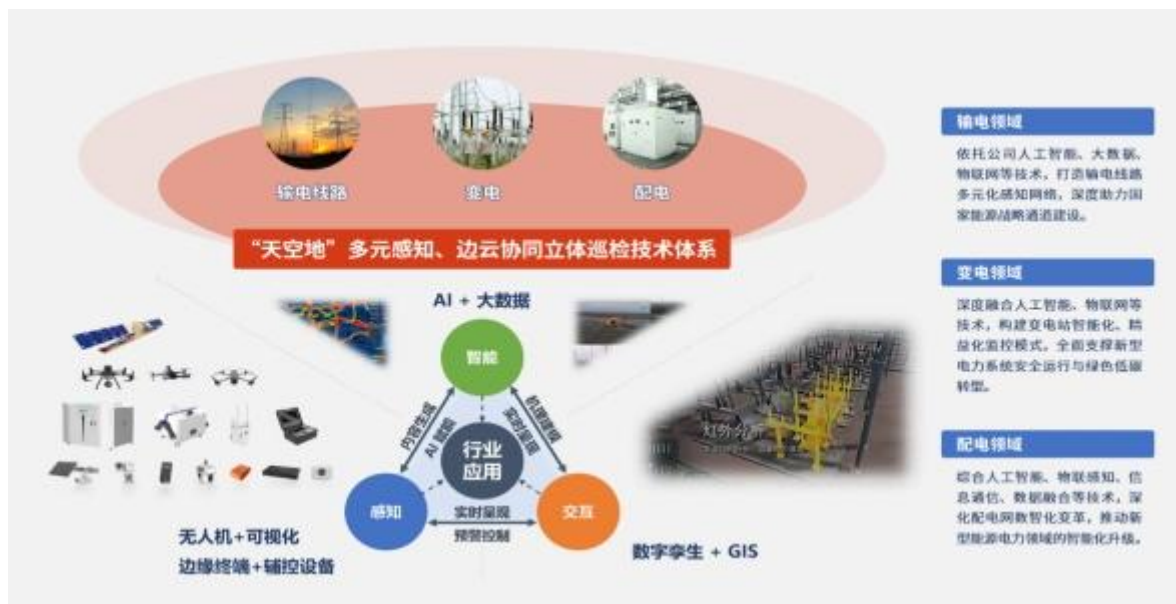 输电线路
变电
配电
“天空地”多元感知、边云协同立体巡检技术体系
AI + 大数据
智能
内容生成
AI 赋能
机理建模
实时呈现
行业
应用
感知
交互
实时呈现
预警控制
无人机+可视化
边缘终端+辅控设备
数字孪生 + GIS
输电领域
依托公司人工智能、大数据、
物联网等技术，打造输电线路
多元化感知网络，深度助力国
家能源战略通道建设。
变电领域
深度融合人工智能、物联网等
技术，构建变电站智能化、精
益化监控模式，全面支撑新型
电力系统安全运行与绿色低碳
转型。
配电领域
综合人工智能、物联感知、信
息通信、数据融合等技术，深
化配电网数智化变革，推动新
型能源电力领域的智能化升级。